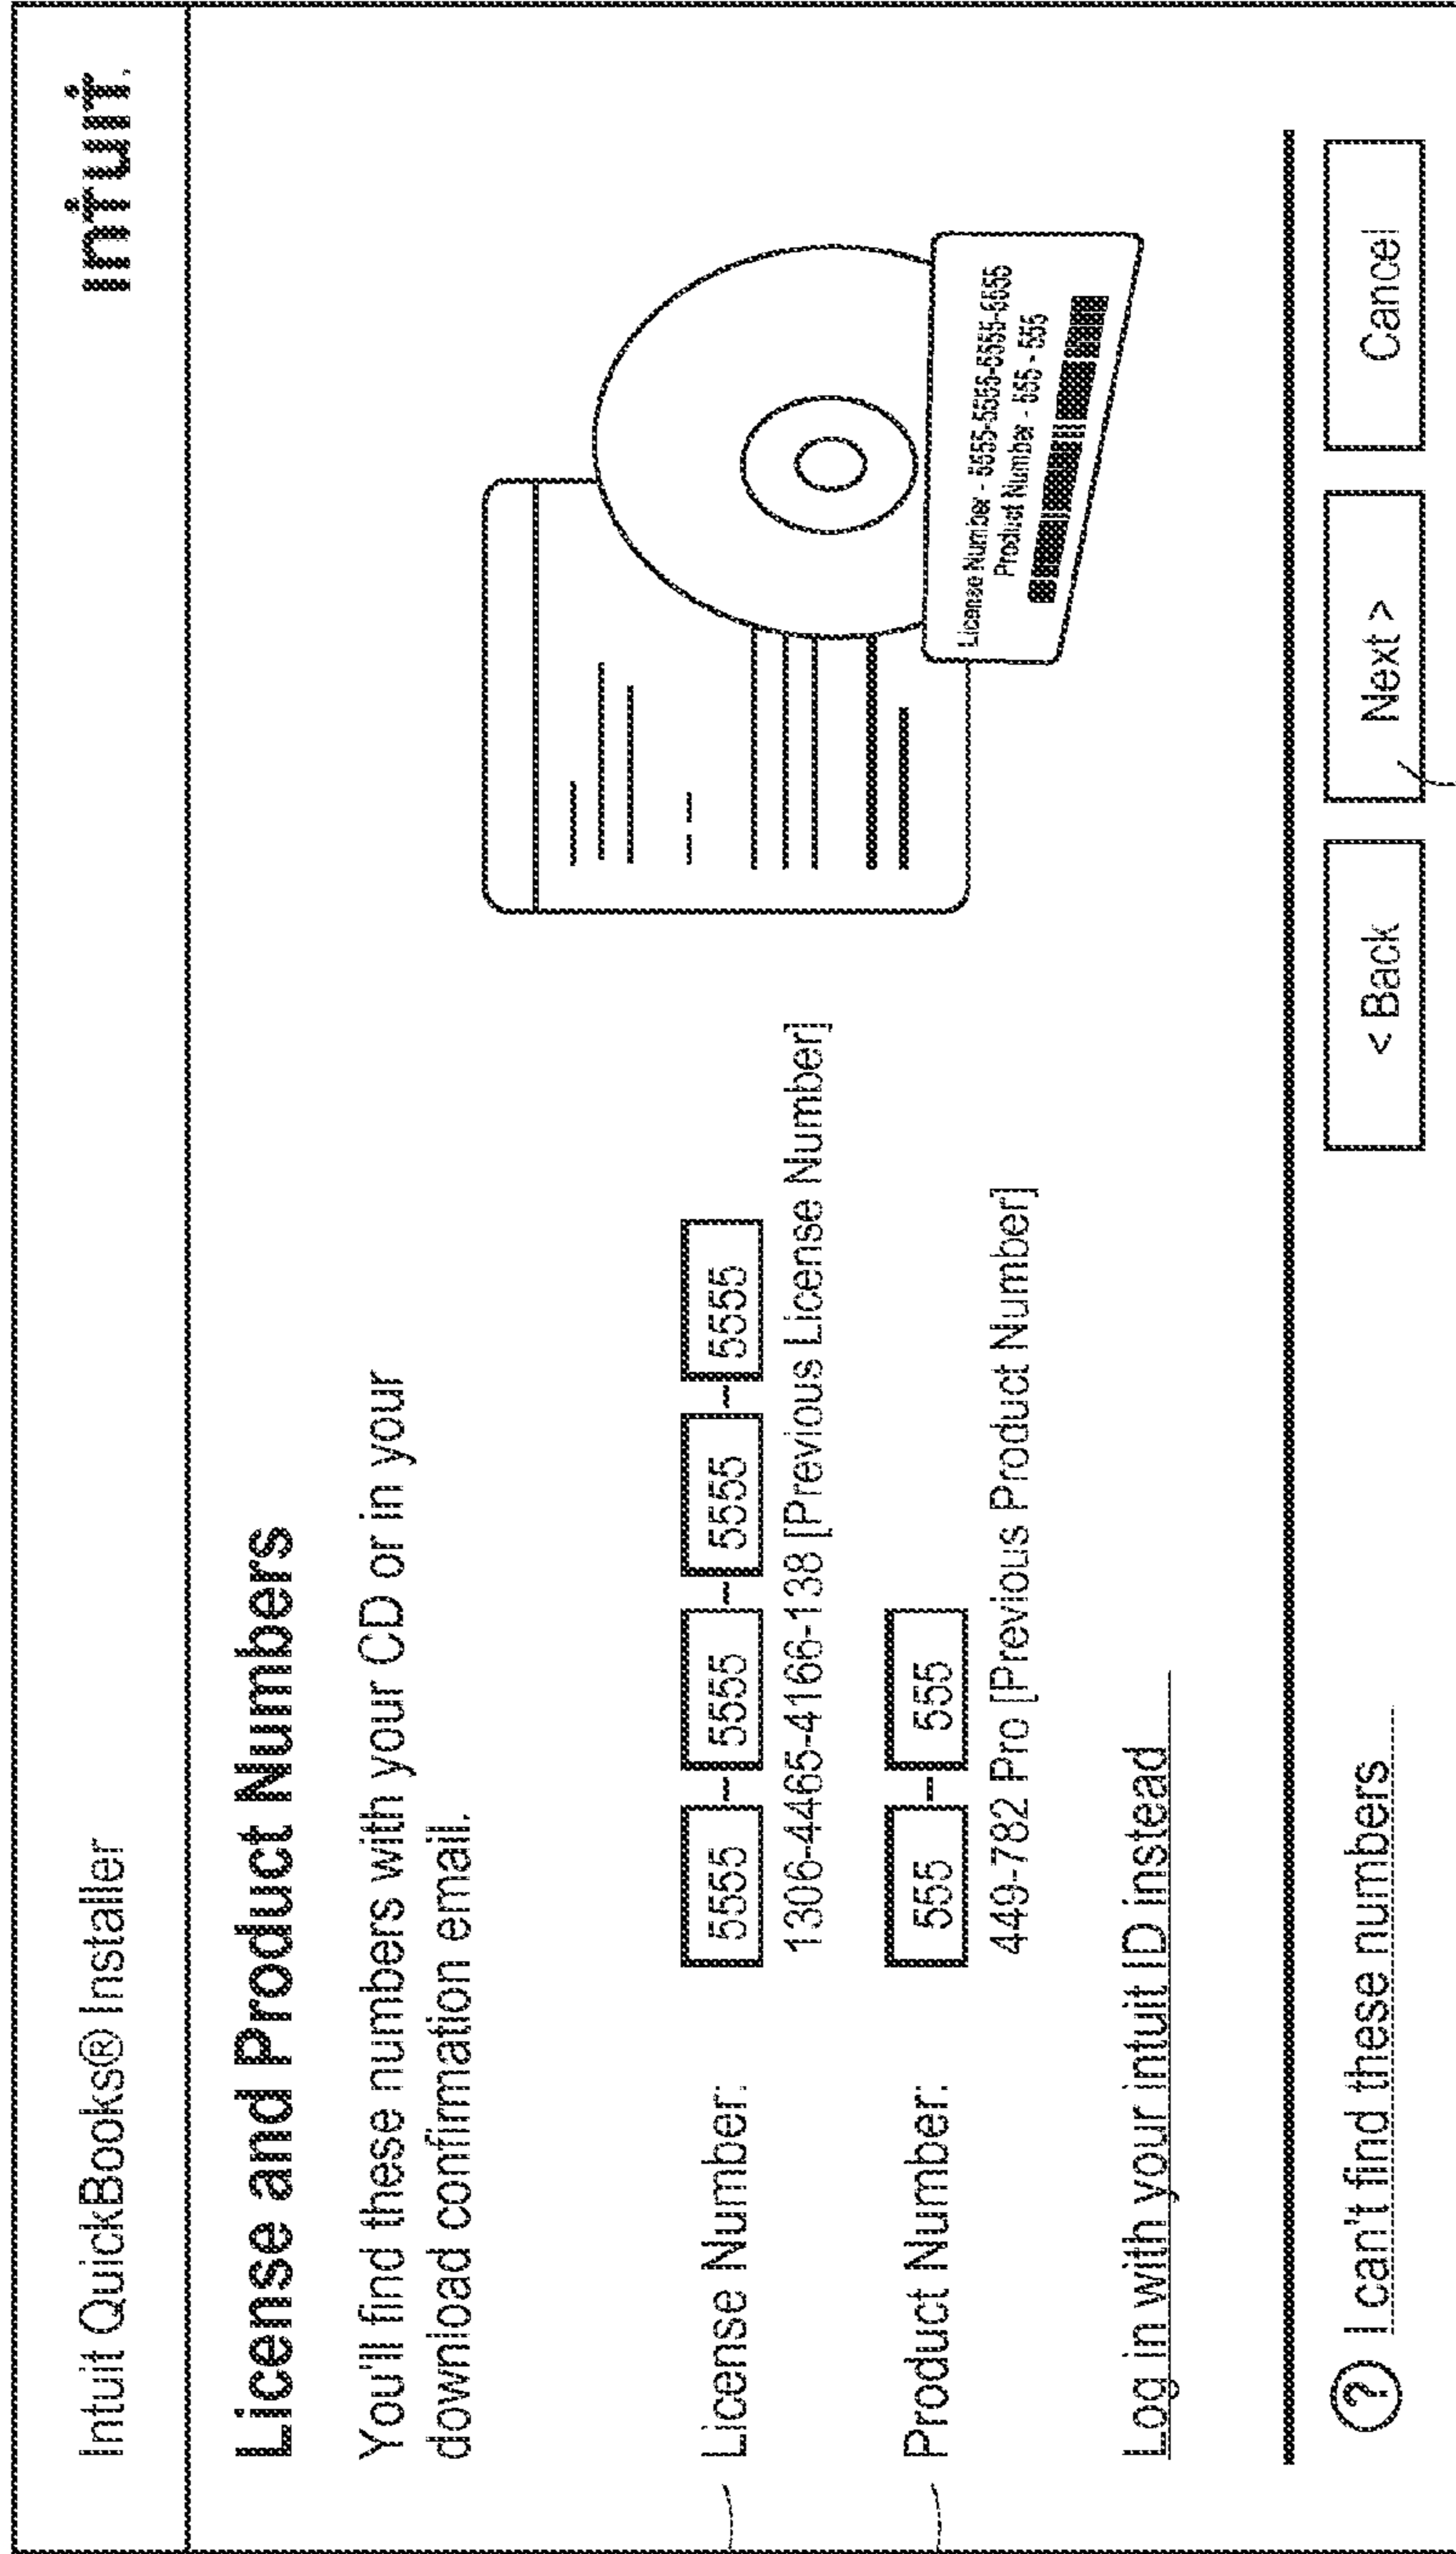 Intuit QuickBooks® Installer
intuit.
License and Product Numbers
You'll find these numbers with your CD or in your
download confirmation email.
License Number: 5555 - 5555 - 5555 - 5555
1306-4465-4166-138 [Previous License Number]
Product Number: 555 - 555
449-782 Pro [Previous Product Number]
License Number - 5555-5555-5555-5555
Product Number - 555 - 555
Log in with your intuit ID instead
? I can't find these numbers
< Back
Next >
Cancel